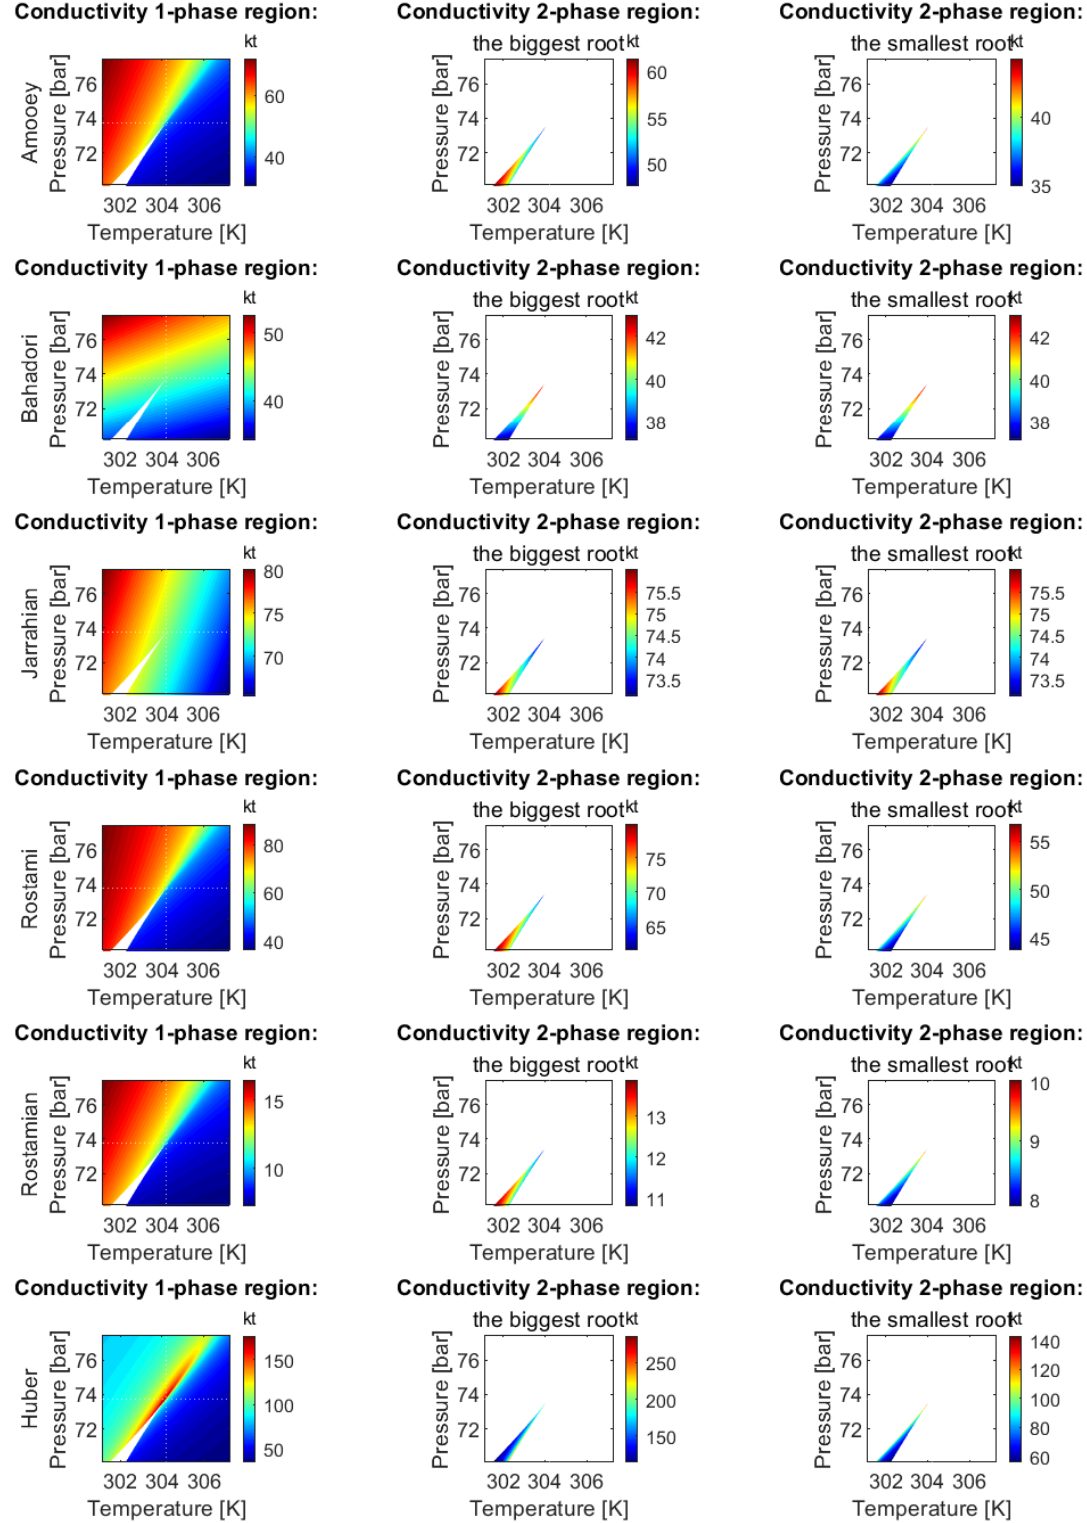 Conductivity 1-phase region: Conductivity 2-phase region: Conductivity 2-phase region:
kt the biggest root kt the smallest root kt
Amooey
Pressure [bar] 76 74 72 60 40
Pressure [bar] 76 74 72 60 55 50
Pressure [bar] 76 74 72 40 35
302 304 306 302 304 306 302 304 306
Temperature [K] Temperature [K] Temperature [K]
Conductivity 1-phase region: Conductivity 2-phase region: Conductivity 2-phase region:
kt the biggest root kt the smallest root kt
Bahadori
Pressure [bar] 76 74 72 50 40
Pressure [bar] 76 74 72 42 40 38
Pressure [bar] 76 74 72 42 40 38
302 304 306 302 304 306 302 304 306
Temperature [K] Temperature [K] Temperature [K]
Conductivity 1-phase region: Conductivity 2-phase region: Conductivity 2-phase region:
kt the biggest root kt the smallest root kt
Jarrahian
Pressure [bar] 76 74 72 80 75 70
Pressure [bar] 76 74 72 75.5 75 74.5 74 73.5
Pressure [bar] 76 74 72 75.5 75 74.5 74 73.5
302 304 306 302 304 306 302 304 306
Temperature [K] Temperature [K] Temperature [K]
Conductivity 1-phase region: Conductivity 2-phase region: Conductivity 2-phase region:
kt the biggest root kt the smallest root kt
Rostami
Pressure [bar] 76 74 72 80 60 40
Pressure [bar] 76 74 72 75 70 65
Pressure [bar] 76 74 72 55 50 45
302 304 306 302 304 306 302 304 306
Temperature [K] Temperature [K] Temperature [K]
Conductivity 1-phase region: Conductivity 2-phase region: Conductivity 2-phase region:
kt the biggest root kt the smallest root kt
Rostamian
Pressure [bar] 76 74 72 15 10
Pressure [bar] 76 74 72 13 12 11
Pressure [bar] 76 74 72 10 9 8
302 304 306 302 304 306 302 304 306
Temperature [K] Temperature [K] Temperature [K]
Conductivity 1-phase region: Conductivity 2-phase region: Conductivity 2-phase region:
kt the biggest root kt the smallest root kt
Huber
Pressure [bar] 76 74 72 150 100 50
Pressure [bar] 76 74 72 250 200 150
Pressure [bar] 76 74 72 140 120 100 80 60
302 304 306 302 304 306 302 304 306
Temperature [K] Temperature [K] Temperature [K]